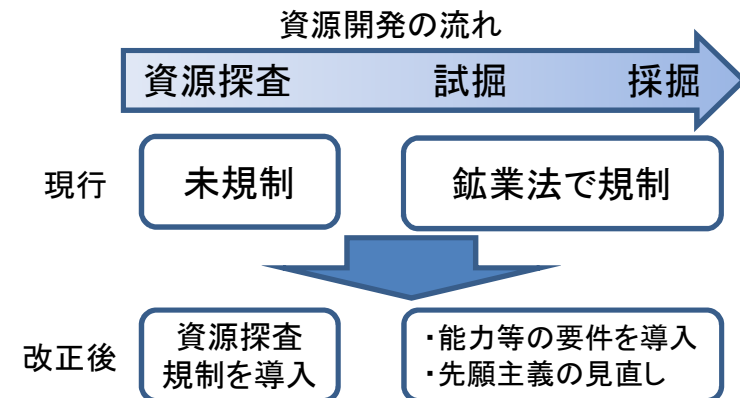 資源開発の流れ
資源探査 試掘 採掘
現行 未規制 鉱業法で規制
改正後
資源探査
規制を導入
・能力等の要件を導入
・先願主義の見直し